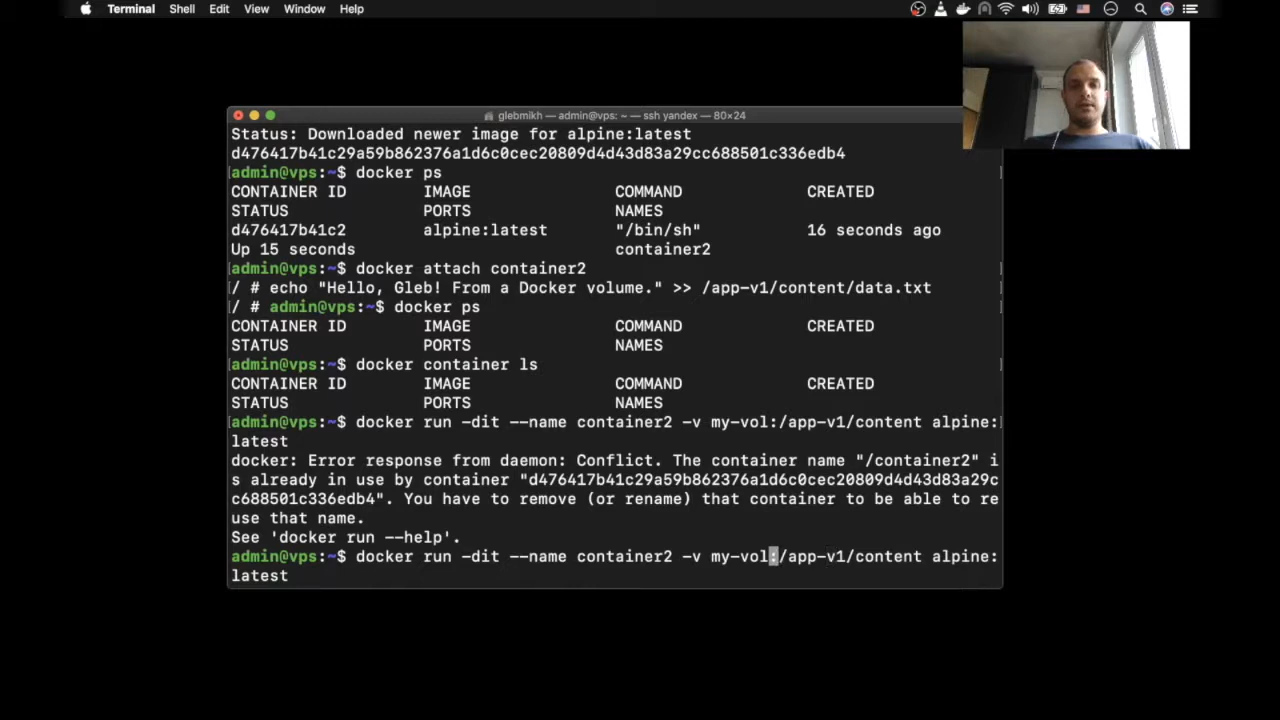 Terminal Shell Edit View Window Help
glebmikh — admin@vps: ~ — ssh yandex — 80×24
Status: Downloaded newer image for alpine:latest
d476417b41c29a59b862376a1d6c0cec20809d4d43d83a29cc688501c336edb4
admin@vps:~$ docker ps
CONTAINER ID IMAGE COMMAND CREATED
STATUS PORTS NAMES
d476417b41c2 alpine:latest "/bin/sh" 16 seconds ago
Up 15 seconds container2
admin@vps:~$ docker attach container2
/ # echo "Hello, Gleb! From a Docker volume." >> /app-v1/content/data.txt
/ # admin@vps:~$ docker ps
CONTAINER ID IMAGE COMMAND CREATED
STATUS PORTS NAMES
admin@vps:~$ docker container ls
CONTAINER ID IMAGE COMMAND CREATED
STATUS PORTS NAMES
admin@vps:~$ docker run -dit --name container2 -v my-vol:/app-v1/content alpine:
latest
docker: Error response from daemon: Conflict. The container name "/container2" i
s already in use by container "d476417b41c29a59b862376a1d6c0cec20809d4d43d83a29c
c688501c336edb4". You have to remove (or rename) that container to be able to re
use that name.
See 'docker run --help'.
admin@vps:~$ docker run -dit --name container2 -v my-vol:/app-v1/content alpine:
latest